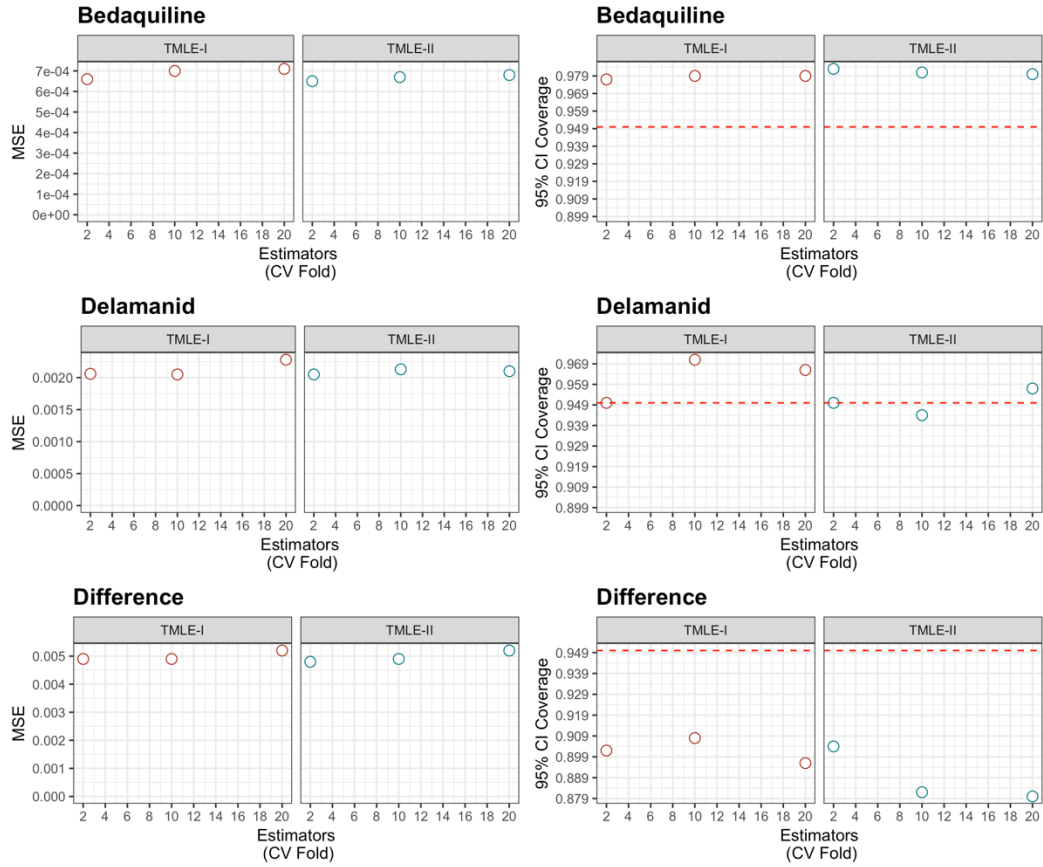 Bedaquiline
TMLE-I TMLE-II
MSE
7e-04
6e-04
5e-04
4e-04
3e-04
2e-04
1e-04
0e+00
2 4 6 8 10 12 14 16 18 20 2 4 6 8 10 12 14 16 18 20
Estimators
(CV Fold)
Bedaquiline
TMLE-I TMLE-II
95% CI Coverage
0.979
0.969
0.959
0.949
0.939
0.929
0.919
0.909
0.899
2 4 6 8 10 12 14 16 18 20 2 4 6 8 10 12 14 16 18 20
Estimators
(CV Fold)
Delamanid
TMLE-I TMLE-II
MSE
0.0020
0.0015
0.0010
0.0005
0.0000
2 4 6 8 10 12 14 16 18 20 2 4 6 8 10 12 14 16 18 20
Estimators
(CV Fold)
Delamanid
TMLE-I TMLE-II
95% CI Coverage
0.969
0.959
0.949
0.939
0.929
0.919
0.909
0.899
2 4 6 8 10 12 14 16 18 20 2 4 6 8 10 12 14 16 18 20
Estimators
(CV Fold)
Difference
TMLE-I TMLE-II
MSE
0.005
0.004
0.003
0.002
0.001
0.000
2 4 6 8 10 12 14 16 18 20 2 4 6 8 10 12 14 16 18 20
Estimators
(CV Fold)
Difference
TMLE-I TMLE-II
95% CI Coverage
0.949
0.939
0.929
0.919
0.909
0.899
0.889
0.879
2 4 6 8 10 12 14 16 18 20 2 4 6 8 10 12 14 16 18 20
Estimators
(CV Fold)